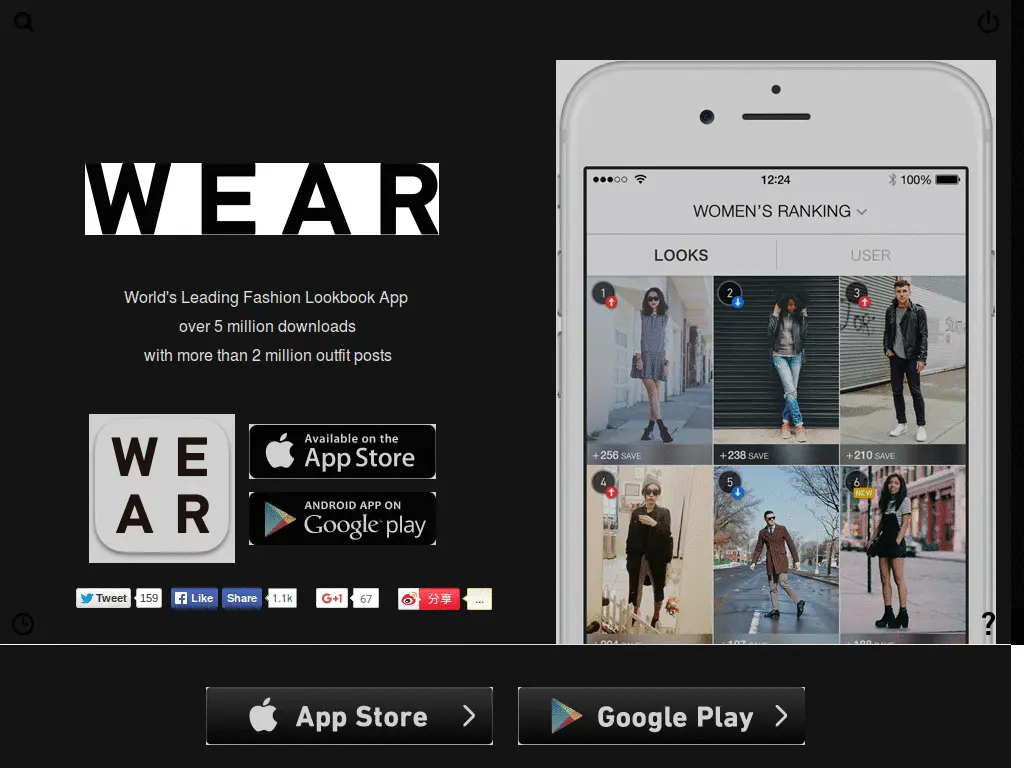 WEAR
World's Leading Fashion Lookbook App
over 5 million downloads
with more than 2 million outfit posts
W E
A R
Available on the
App Store
ANDROID APP ON
Google play
Tweet 159 Like Share 1.1k G+1 67 分享 ...
12:24 100%
WOMEN'S RANKING
LOOKS USER
1 2 3
+256 SAVE +238 SAVE +210 SAVE
4 5 6
NEW
?
App Store
Google Play